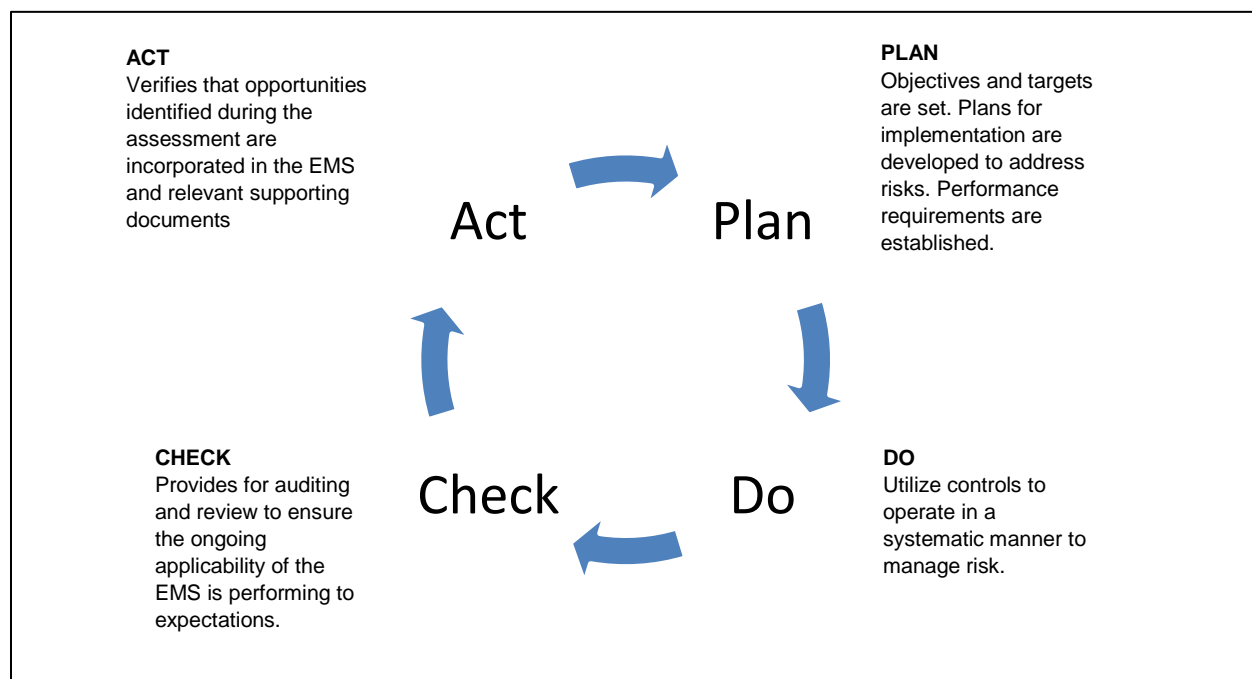 ACT
Verifies that opportunities
identified during the
assessment are
incorporated in the EMS
and relevant supporting
documents
PLAN
Objectives and targets
are set. Plans for
implementation are
developed to address
risks. Performance
requirements are
established.
Act
Plan
CHECK
Provides for auditing
and review to ensure
the ongoing
applicability of the
EMS is performing to
expectations.
Check
Do
DO
Utilize controls to
operate in a
systematic manner to
manage risk.